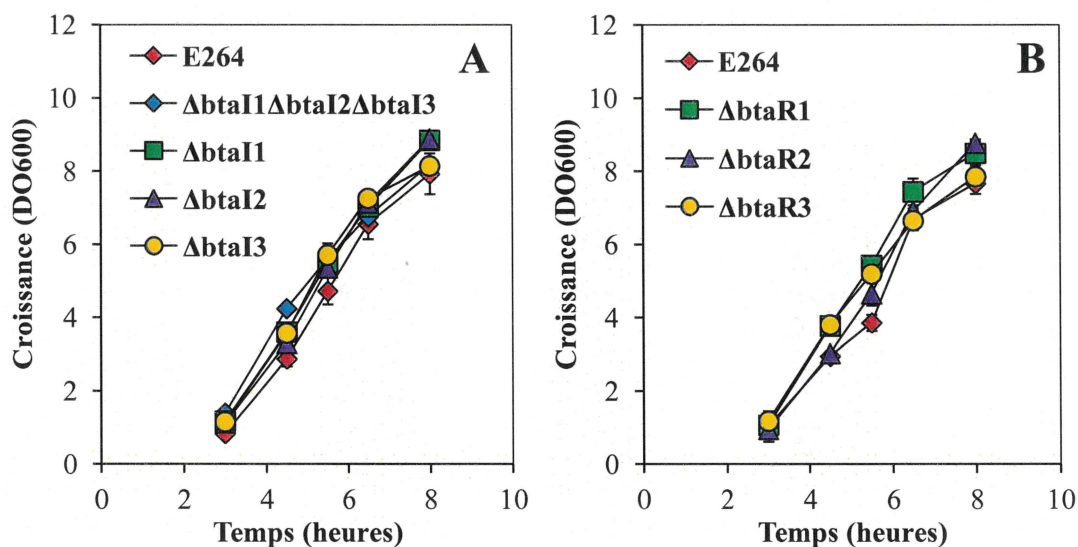 A
E264
ΔbtaI1ΔbtaI2ΔbtaI3
ΔbtaI1
ΔbtaI2
ΔbtaI3
Croissance (DO600)
12
10
8
6
4
2
0
0 2 4 6 8 10
Temps (heures)
B
E264
ΔbtaR1
ΔbtaR2
ΔbtaR3
Croissance (DO600)
12
10
8
6
4
2
0
0 2 4 6 8 10
Temps (heures)